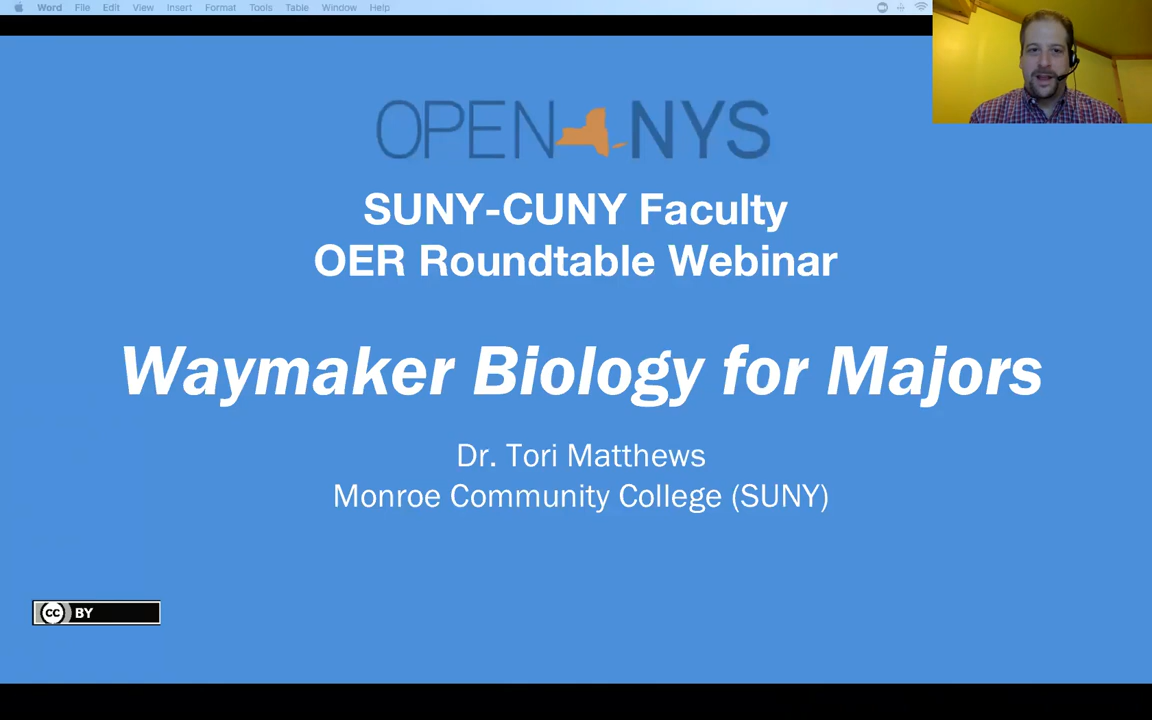 Word File Edit View Insert Format Tools Table Window Help
OPEN NYS
SUNY-CUNY Faculty
OER Roundtable Webinar
Waymaker Biology for Majors
Dr. Tori Matthews
Monroe Community College (SUNY)
cc BY